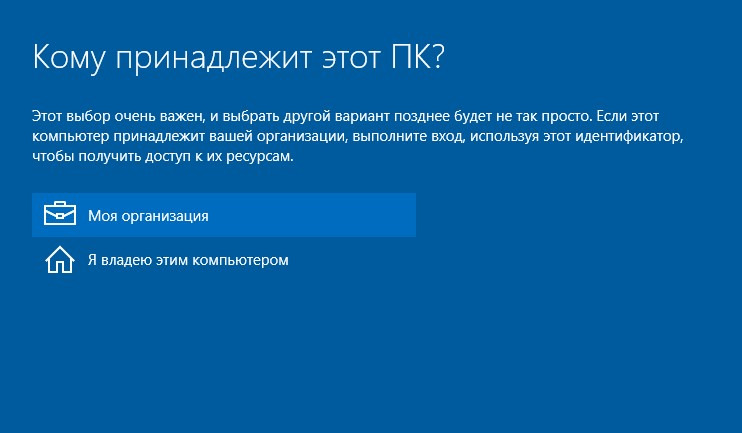 Кому принадлежит этот ПК?
Этот выбор очень важен, и выбрать другой вариант позднее будет не так просто. Если этот
компьютер принадлежит вашей организации, выполните вход, используя этот идентификатор,
чтобы получить доступ к их ресурсам.
Моя организация
Я владею этим компьютером